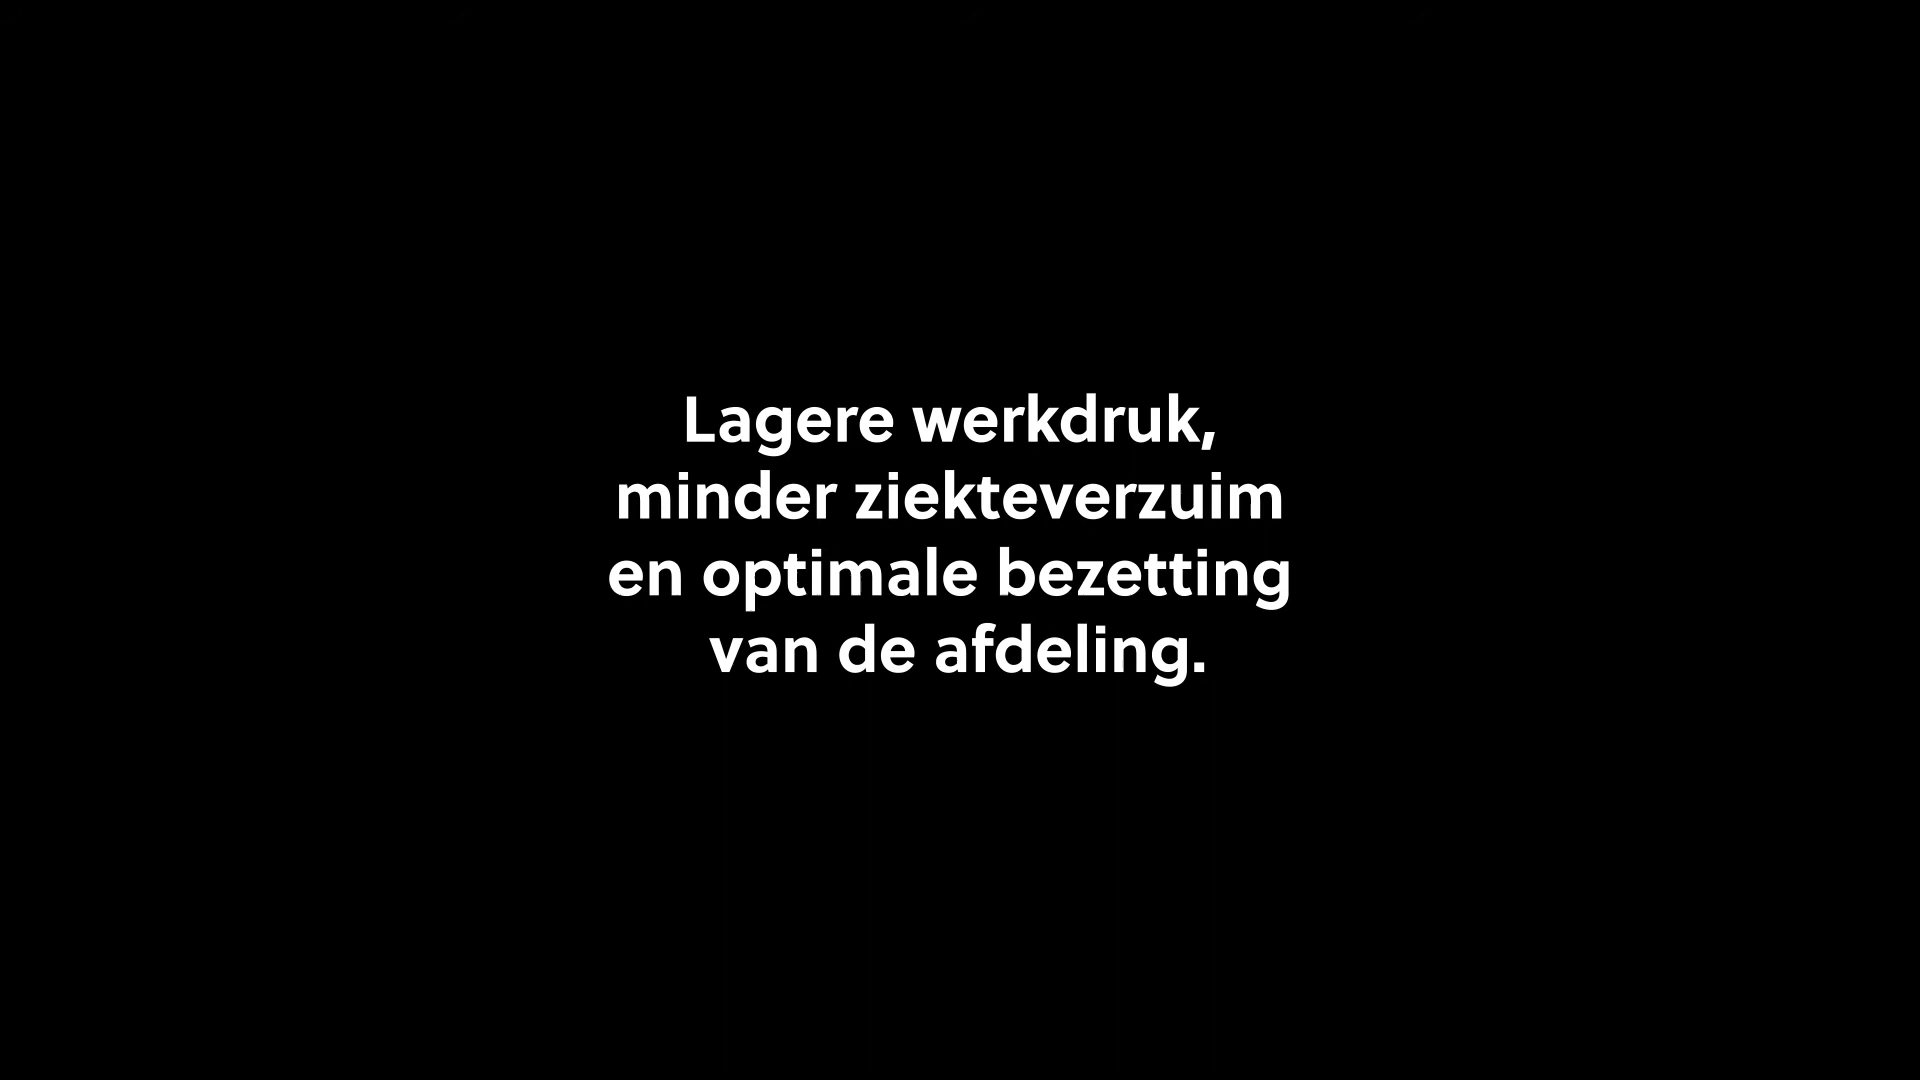 Lagere werkdruk,
minder ziekteverzuim
en optimale bezetting
van de afdeling.